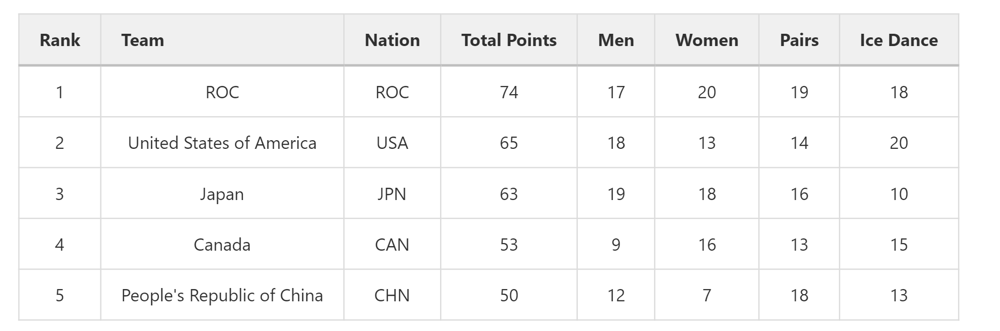 Rank Team Nation Total Points Men Women Pairs Ice Dance
1 ROC ROC 74 17 20 19 18
2 United States of America USA 65 18 13 14 20
3 Japan JPN 63 19 18 16 10
4 Canada CAN 53 9 16 13 15
5 People's Republic of China CHN 50 12 7 18 13